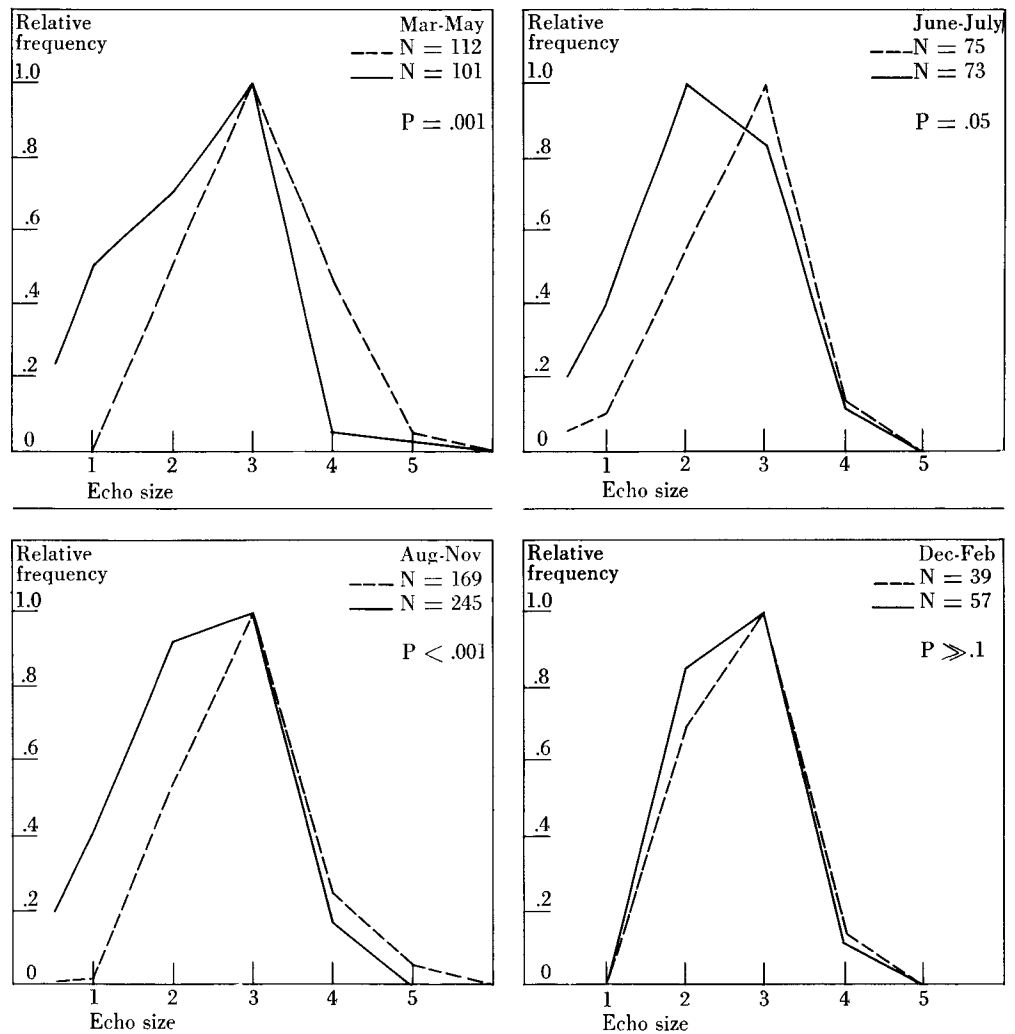 Relative
frequency
Mar-May
N = 112
N = 101
P = .001
1.0
.8
.6
.4
.2
0
1 2 3 4 5
Echo size
Relative
frequency
June-July
N = 75
N = 73
P = .05
1.0
.8
.6
.4
.2
0
1 2 3 4 5
Echo size
Relative
frequency
Aug-Nov
N = 169
N = 245
P < .001
1.0
.8
.6
.4
.2
0
1 2 3 4 5
Echo size
Relative
frequency
Dec-Feb
N = 39
N = 57
P ≫ .1
1.0
.8
.6
.4
.2
0
1 2 3 4 5
Echo size